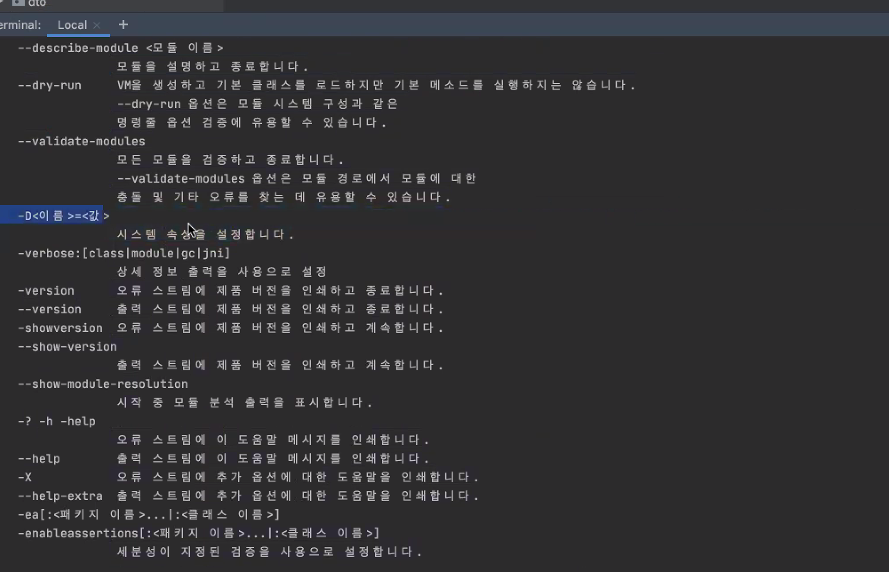 dto
erminal: Local × +
--describe-module <모듈 이름>
모듈을 설명하고 종료합니다.
--dry-run VM을 생성하고 기본 클래스를 로드하지만 기본 메소드를 실행하지는 않습니다.
--dry-run 옵션은 모듈 시스템 구성과 같은
명령줄 옵션 검증에 유용할 수 있습니다.
--validate-modules
모든 모듈을 검증하고 종료합니다.
--validate-modules 옵션은 모듈 경로에서 모듈에 대한
충돌 및 기타 오류를 찾는 데 유용할 수 있습니다.
-D<이름>=<값>
시스템 속성을 설정합니다.
-verbose:[class|module|gc|jni]
상세 정보 출력을 사용으로 설정
-version 오류 스트림에 제품 버전을 인쇄하고 종료합니다.
--version 출력 스트림에 제품 버전을 인쇄하고 종료합니다.
-showversion 오류 스트림에 제품 버전을 인쇄하고 계속합니다.
--show-version
출력 스트림에 제품 버전을 인쇄하고 계속합니다.
--show-module-resolution
시작 중 모듈 분석 출력을 표시합니다.
-? -h -help
오류 스트림에 이 도움말 메시지를 인쇄합니다.
--help 출력 스트림에 이 도움말 메시지를 인쇄합니다.
-X 오류 스트림에 추가 옵션에 대한 도움말을 인쇄합니다.
--help-extra 출력 스트림에 추가 옵션에 대한 도움말을 인쇄합니다.
-ea[:<패키지 이름>...|:<클래스 이름>]
-enableassertions[:<패키지 이름>...|:<클래스 이름>]
세분성이 지정된 검증을 사용으로 설정합니다.